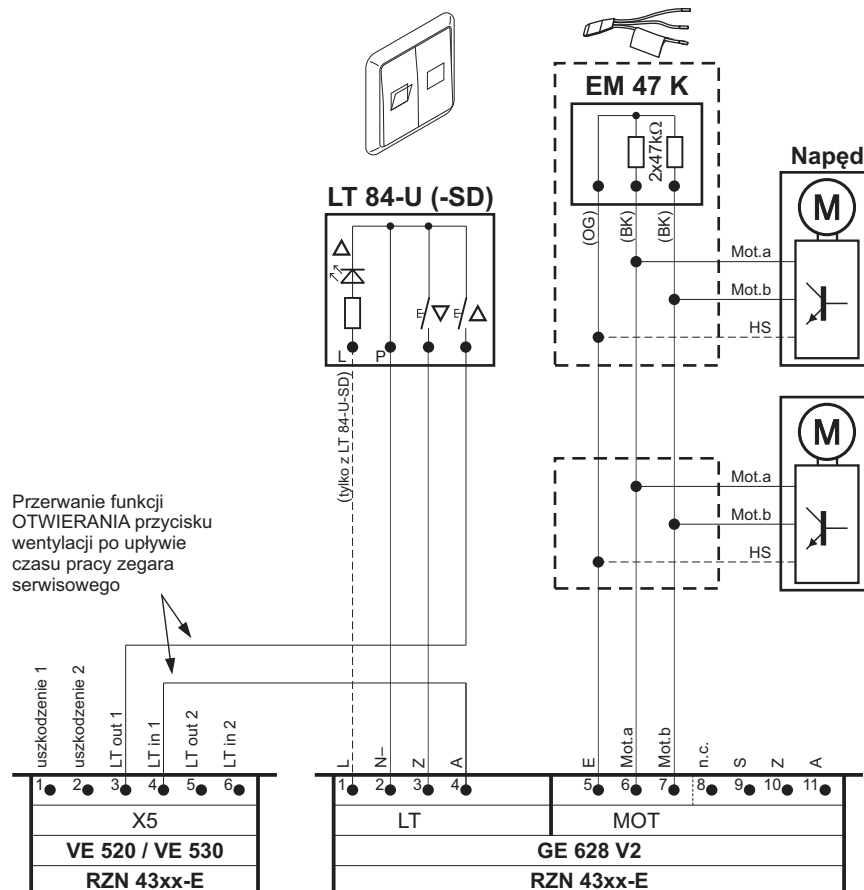 EM 47 K
2x47kΩ
(OG)
(BK)
(BK)
Napęd
M
Mot.a
Mot.b
HS
LT 84-U (-SD)
L
P
E
E
(tylko z LT 84-U-SD)
M
Mot.a
Mot.b
HS
Przerwanie funkcji
OTWIERANIA przycisku
wentylacji po upływie
czasu pracy zegara
serwisowego
uszkodzenie 1
uszkodzenie 2
LT out 1
LT in 1
LT out 2
LT in 2
L
N–
Z
A
E
Mot.a
Mot.b
n.c.
S
Z
A
1 2 3 4 5 6
1 2 3 4
5 6 7 8 9 10 11
X5
LT
MOT
VE 520 / VE 530
GE 628 V2
RZN 43xx-E
RZN 43xx-E